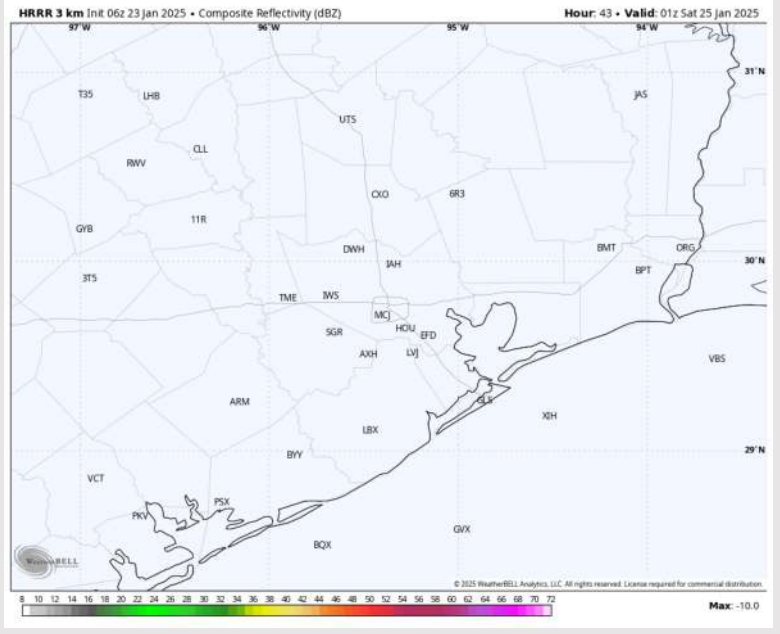 HRRR 3 km Init 06z 23 Jan 2025 • Composite Reflectivity (dBZ) Hour: 43 • Valid: 01z Sat 25 Jan 2025
97°W 96°W 95°W 94°W
31°N
T35 LHB JAS
UTS
CLL
RWV
CXO 6R3
11R
GYB
DWH BMT ORG
IAH 30°N
3T5 BPT
TME IWS
MCJ
SGR HOU EFD
AXH LVJ VBS
ARM GLS
XIH
LBX
BYY 29°N
VCT
PSX
PKV
GVX
BQX
WeatherBELL
© 2025 WeatherBELL Analytics, LLC. All rights reserved. License required for commercial distribution.
8 10 12 14 16 18 20 22 24 26 28 30 32 34 36 38 40 42 44 46 48 50 52 54 56 58 60 62 64 66 68 70 72
Max: -10.0